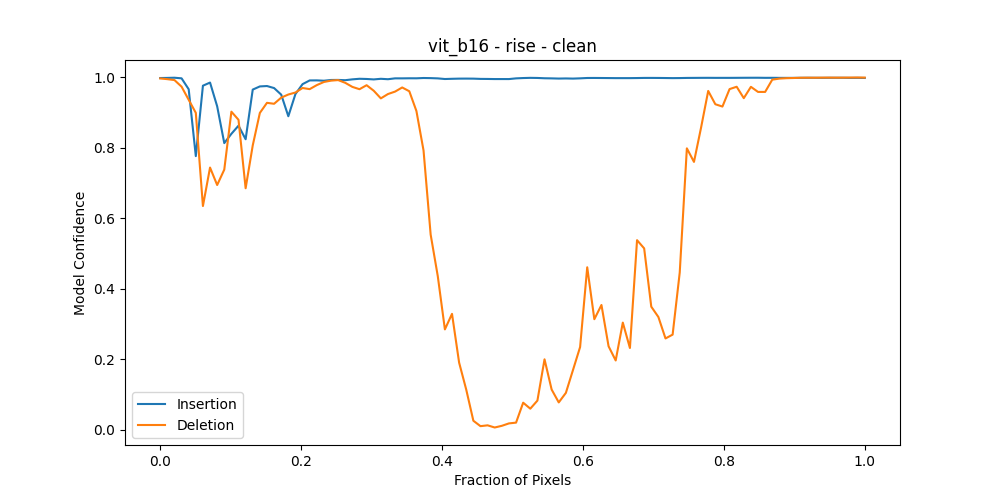 vit_b16 - rise - clean
Model Confidence
1.0
0.8
0.6
0.4
0.2
0.0
Insertion
Deletion
0.0 0.2 0.4 0.6 0.8 1.0
Fraction of Pixels